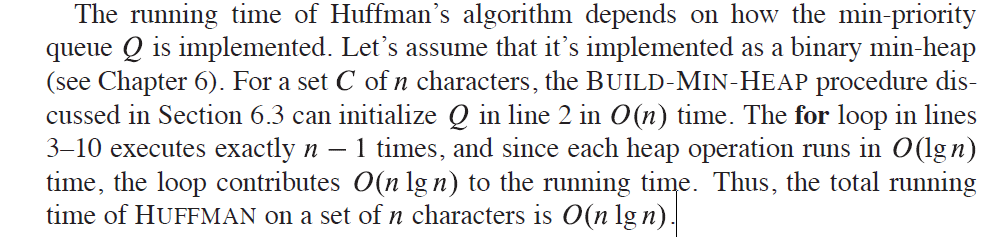 The running time of Huffman's algorithm depends on how the min-priority
queue Q is implemented. Let's assume that it's implemented as a binary min-heap
(see Chapter 6). For a set C of n characters, the BUILD-MIN-HEAP procedure dis-
cussed in Section 6.3 can initialize Q in line 2 in O(n) time. The for loop in lines
3–10 executes exactly n − 1 times, and since each heap operation runs in O(lg n)
time, the loop contributes O(n lg n) to the running time. Thus, the total running
time of HUFFMAN on a set of n characters is O(n lg n).